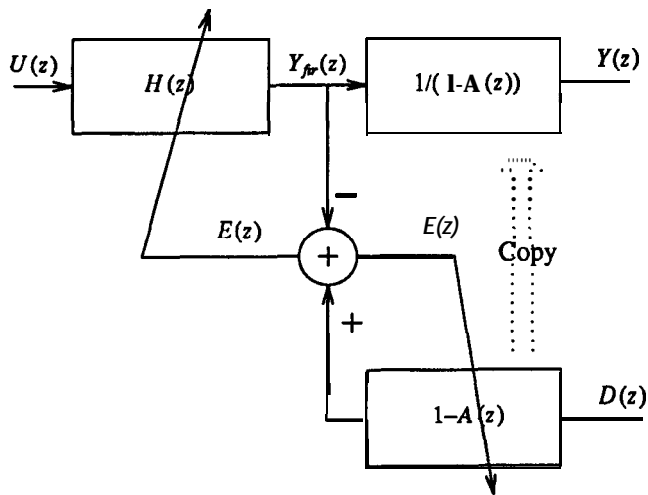 U(z)
H(z)
Y_fir(z)
1/( 1-A(z))
Y(z)
−
E(z)
+
E(z)
Copy
+
1−A(z)
D(z)